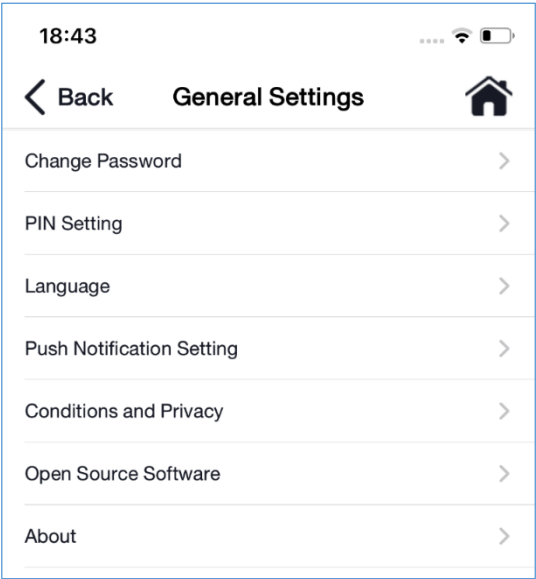 18:43
Back General Settings
Change Password
PIN Setting
Language
Push Notification Setting
Conditions and Privacy
Open Source Software
About